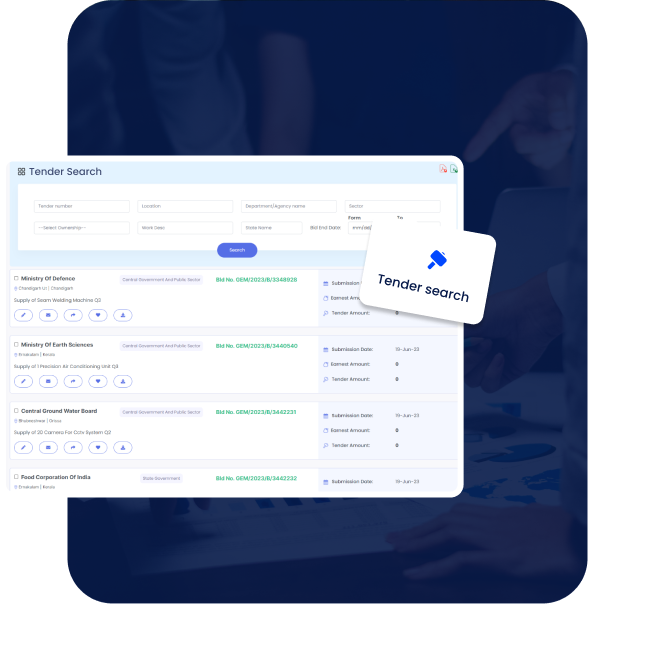 Tender Search
Tender number
Location
Department/Agency name
Sector
Form
To
---Select Ownership---
Work Desc
State Name
Bid End Date:
Search
Ministry Of Defence
Central Government And Public Sector
Bid No. GEM/2023/B/3348928
Submission
Chandigarh Ut | Chandigarh
Supply of Seam Welding Machine Q3
Earnest
Tender Amount:
0
Tender search
Ministry Of Earth Sciences
Central Government And Public Sector
Bid No. GEM/2023/B/3440540
Submission Date:
19-Jun-23
Ernakulam | Kerala
Supply of 1 Precision Air Conditioning Unit Q3
Earnest Amount:
0
Tender Amount:
0
Central Ground Water Board
Central Government And Public Sector
Bid No. GEM/2023/B/3442231
Submission Date:
19-Jun-23
Bhubaneshwar | Orissa
Supply of 2D Camera For Cctv System Q2
Earnest Amount:
0
Tender Amount:
0
Food Corporation Of India
State Government
Bid No. GEM/2023/B/3442232
Submission Date:
19-Jun-23
Ernakulam | Kerala